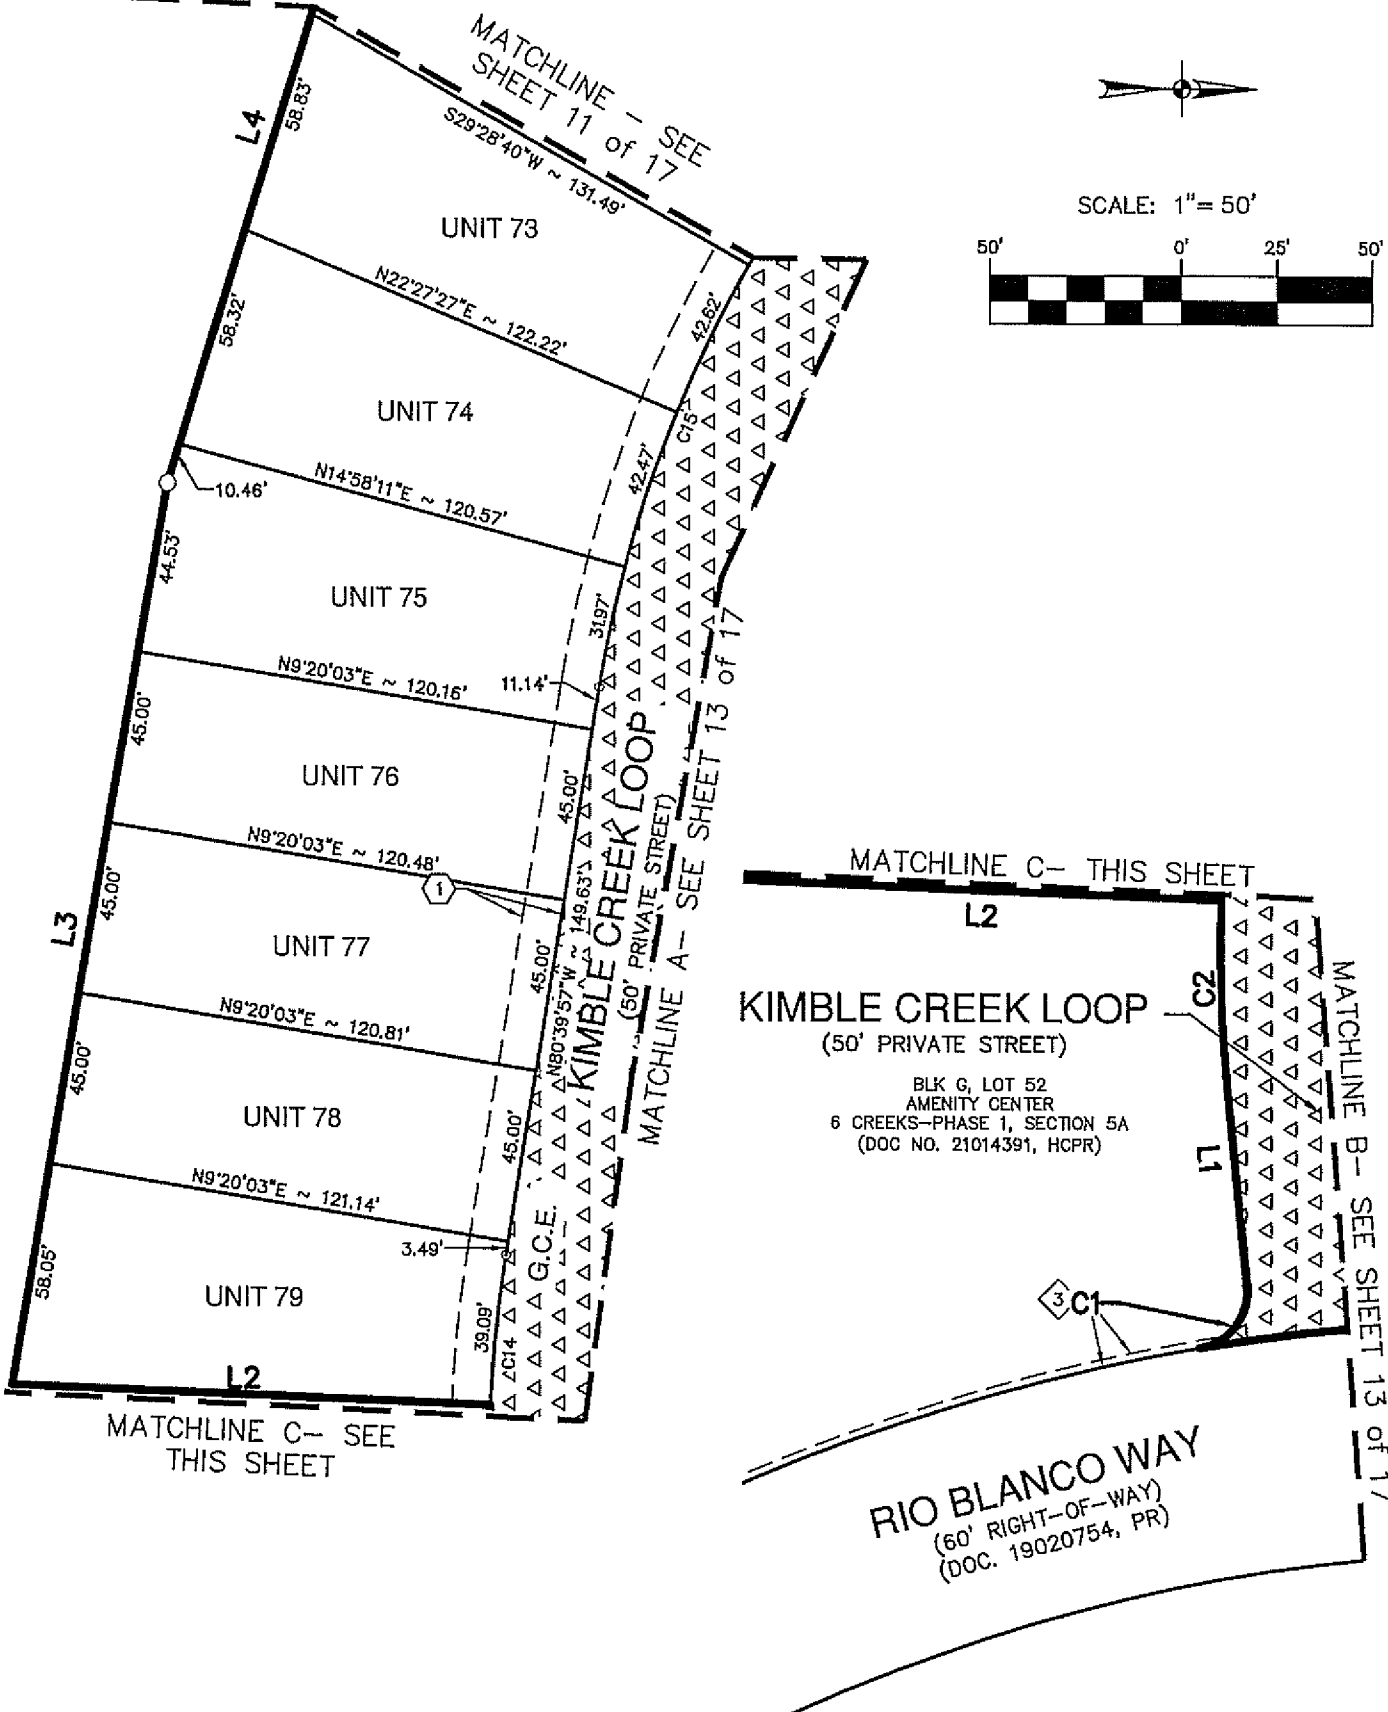 MATCHLINE - SEE
SHEET 11 of 17
S29°28'40"W ~ 131.49'
L4
58.83'
UNIT 73
SCALE: 1"= 50'
50' 0' 25' 50'
N22°27'27"E ~ 122.22'
42.62'
58.32'
UNIT 74
C15
42.47'
N14°58'11"E ~ 120.57'
10.46'
44.53'
UNIT 75
31.97'
N9°20'03"E ~ 120.16'
11.14'
45.00'
UNIT 76
45.00'
N9°20'03"E ~ 120.48'
1
L3
45.00'
UNIT 77
45.00'
N80°39'57"W ~ 149.63'
KIMBLE CREEK LOOP
(50' PRIVATE STREET)
MATCHLINE A- SEE SHEET 13 of 17
N9°20'03"E ~ 120.81'
45.00'
UNIT 78
45.00'
N9°20'03"E ~ 121.14'
3.49'
G.C.E.
58.05'
UNIT 79
39.09'
C14
L2
MATCHLINE C- SEE
THIS SHEET
MATCHLINE C- THIS SHEET
L2
C2
KIMBLE CREEK LOOP
(50' PRIVATE STREET)
BLK G, LOT 52
AMENITY CENTER
6 CREEKS-PHASE 1, SECTION 5A
(DOC NO. 21014391, HCPR)
L1
MATCHLINE B- SEE SHEET 13 of 17
3 C1
RIO BLANCO WAY
(60' RIGHT-OF-WAY)
(DOC. 19020754, PR)